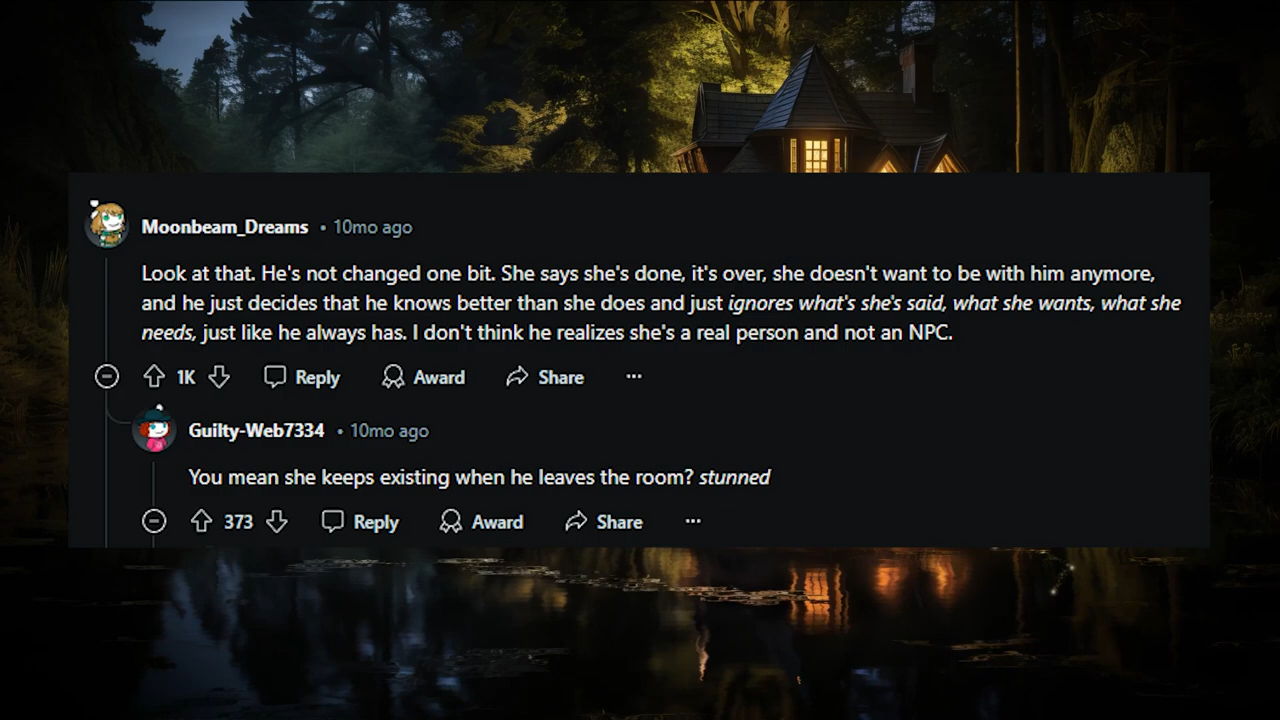 Moonbeam_Dreams • 10mo ago
Look at that. He's not changed one bit. She says she's done, it's over, she doesn't want to be with him anymore,
and he just decides that he knows better than she does and just ignores what's she's said, what she wants, what she
needs, just like he always has. I don't think he realizes she's a real person and not an NPC.
1K Reply Award Share ...
Guilty-Web7334 • 10mo ago
You mean she keeps existing when he leaves the room? stunned
373 Reply Award Share ...